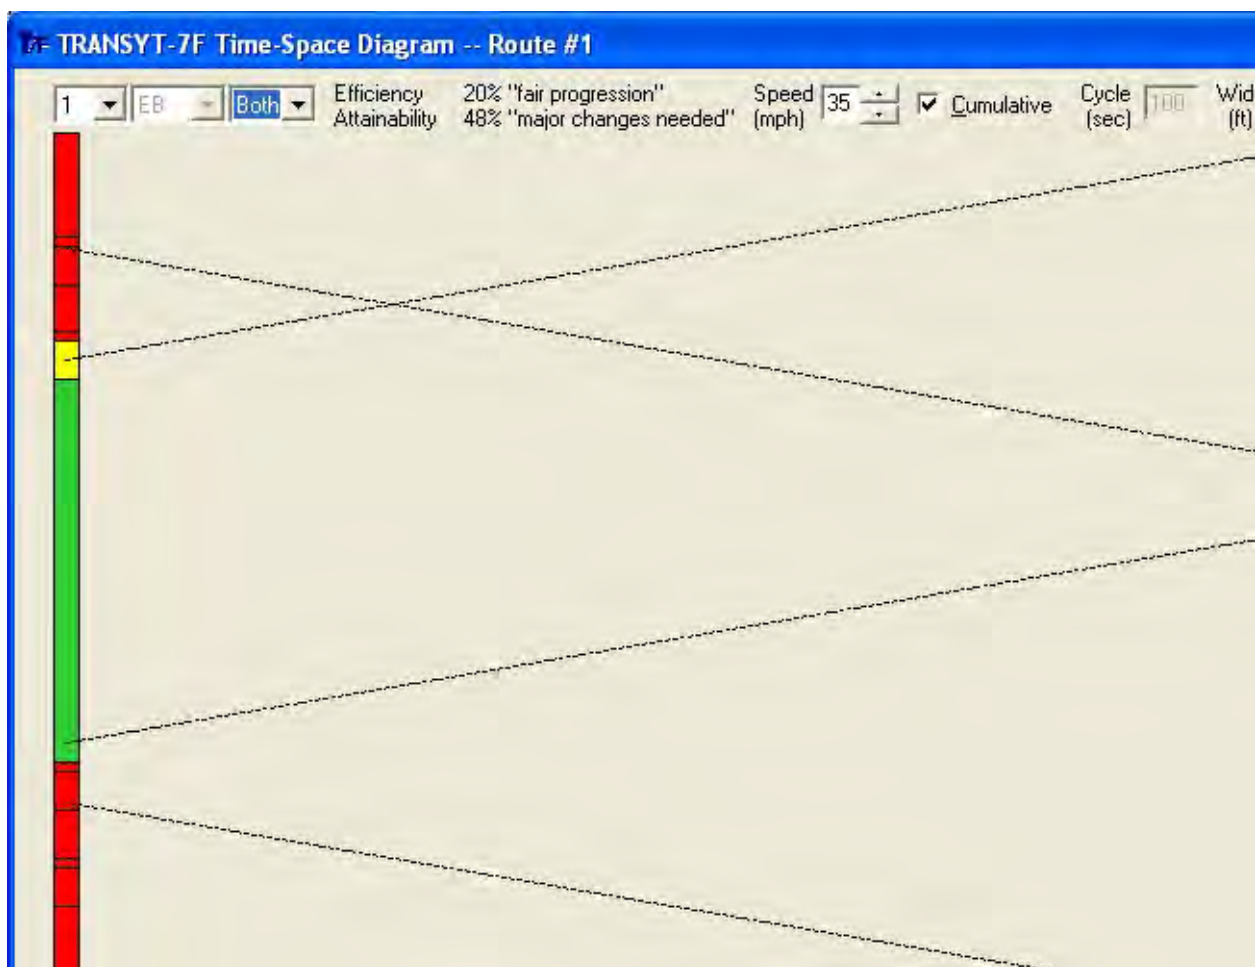 T7F- TRANSYT-7F Time-Space Diagram -- Route #1
1 EB Both Efficiency 20% "fair progression" Speed (mph) 35 Cumulative Cycle (sec) 100 Wid (ft)
Attainability 48% "major changes needed"